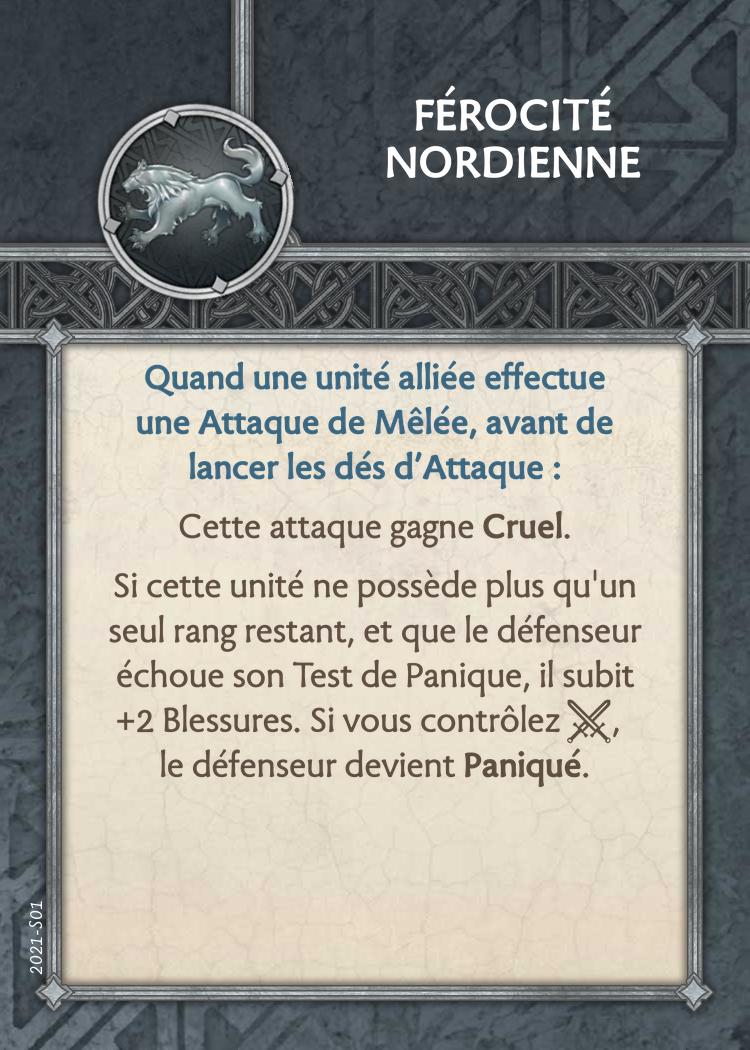 FÉROCITÉ
NORDIENNE
Quand une unité alliée effectue
une Attaque de Mêlée, avant de
lancer les dés d’Attaque :
Cette attaque gagne Cruel.
Si cette unité ne possède plus qu'un
seul rang restant, et que le défenseur
échoue son Test de Panique, il subit
+2 Blessures. Si vous contrôlez ,
le défenseur devient Paniqué.
2021-S01